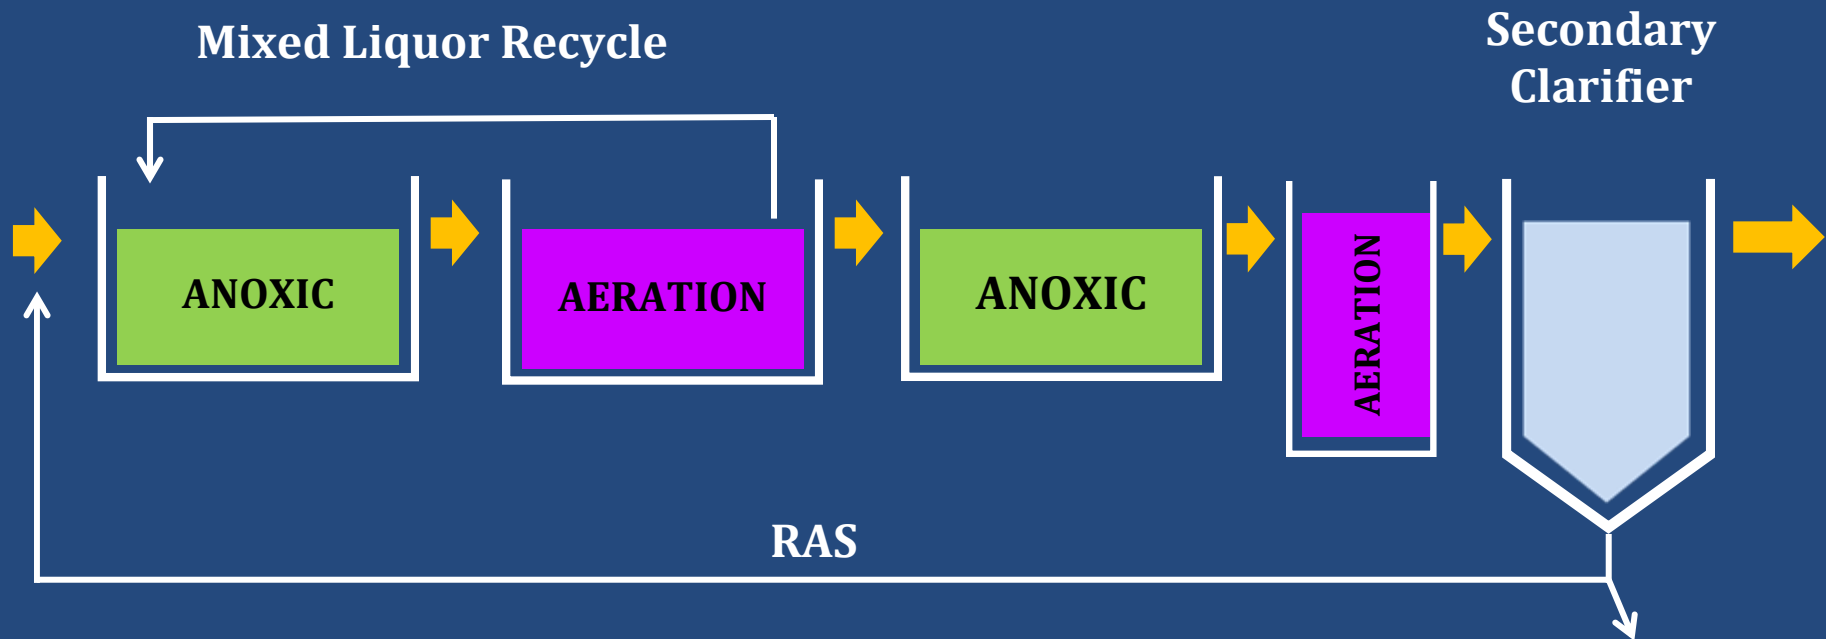 Mixed Liquor Recycle
Secondary
Clarifier
ANOXIC
AERATION
ANOXIC
AERATION
RAS